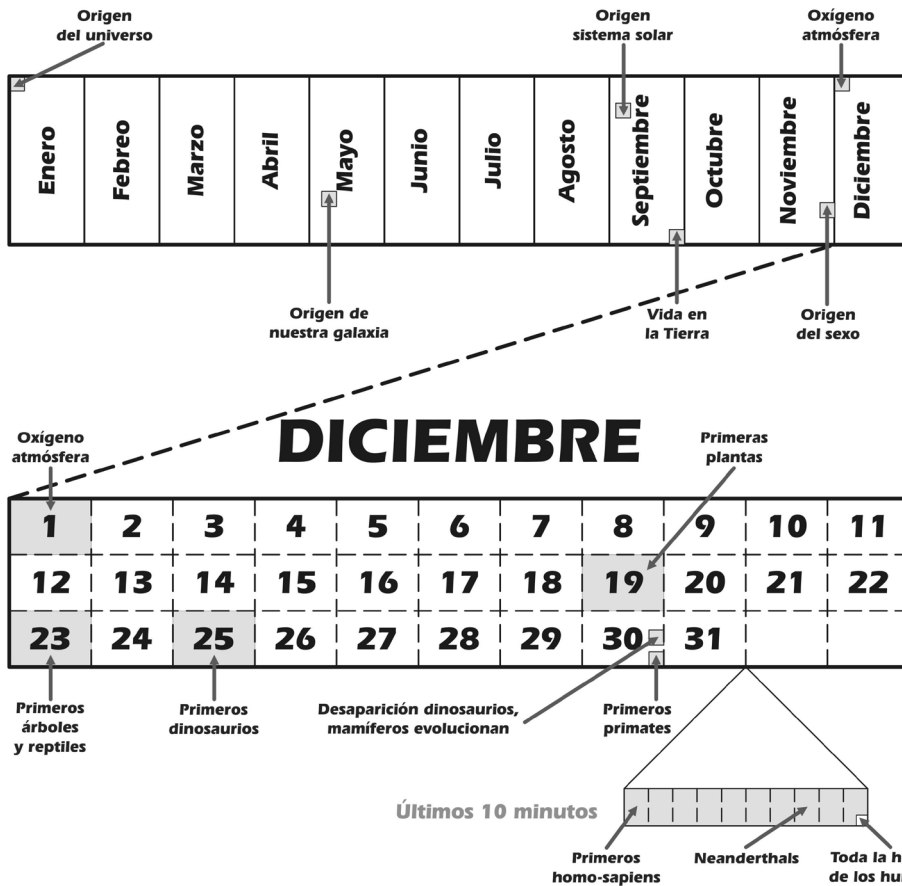 Origen
del universo
Origen
sistema solar
Oxígeno
atmósfera
Enero
Febreo
Marzo
Abril
Mayo
Junio
Julio
Agosto
Septiembre
Octubre
Noviembre
Diciembre
Origen de
nuestra galaxia
Vida en
la Tierra
Origen
del sexo
DICIEMBRE
Oxígeno
atmósfera
Primeras
plantas
1 2 3 4 5 6 7 8 9 10 11
12 13 14 15 16 17 18 19 20 21 22
23 24 25 26 27 28 29 30 31
Primeros
árboles
y reptiles
Primeros
dinosaurios
Desaparición dinosaurios,
mamíferos evolucionan
Primeros
primates
Últimos 10 minutos
Primeros
homo-sapiens
Neanderthals
Toda la
de los